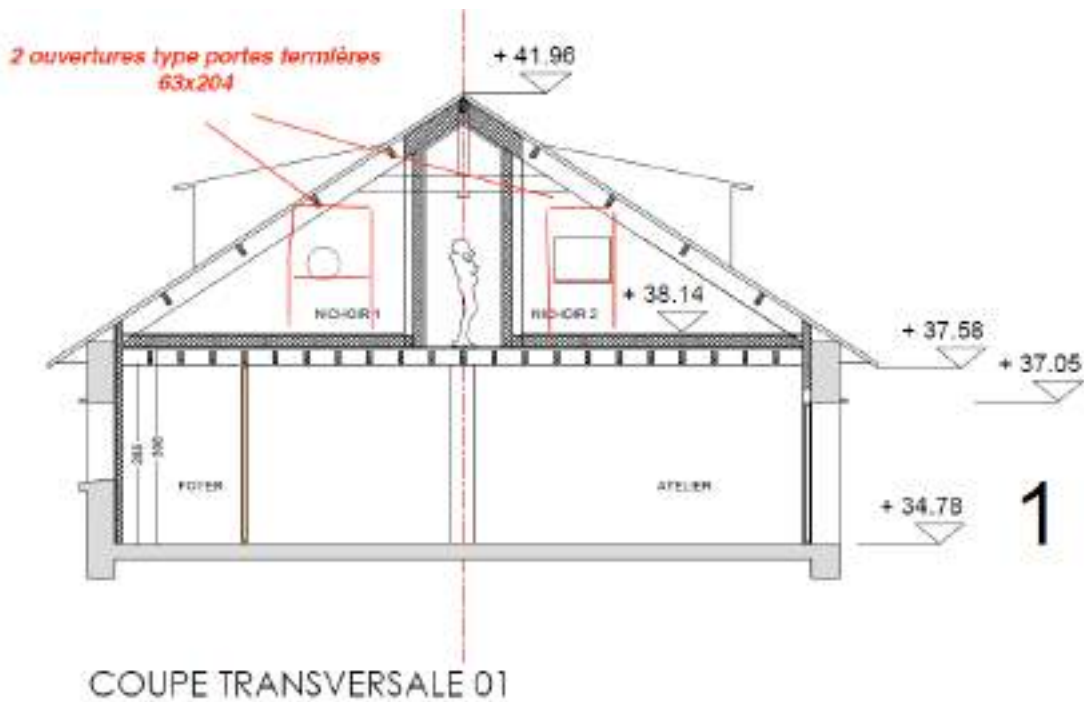 2 ouvertures type portes fermières
63x204
+ 41.96
NICHOIR 1
NICHOIR 2
+ 38.14
+ 37.58
+ 37.05
FOYER
ATELIER
+ 34.78
1
COUPE TRANSVERSALE 01